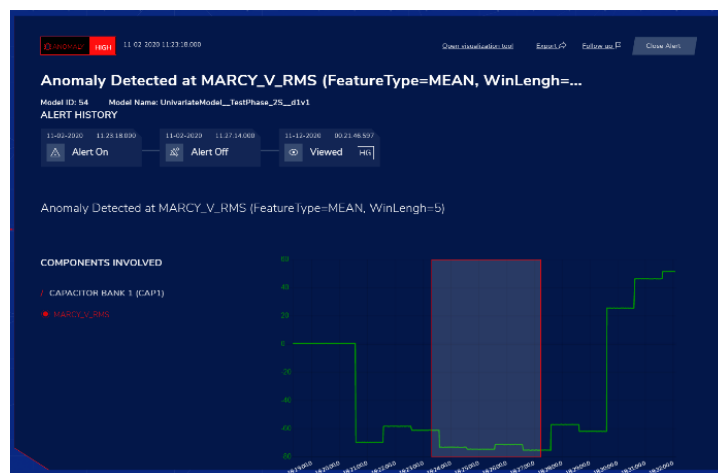 ANOMALY HIGH 11 02 2020 11:23:18.000 Open visualization tool Export Follow up Close Alert
Anomaly Detected at MARCY_V_RMS (FeatureType=MEAN, WinLengh=...
Model ID: 54 Model Name: UnivariateModel__TestPhase_2S__d1v1
ALERT HISTORY
11-02-2020 11:23:18.000 11-02-2020 11:27:14.000 11-12-2020 00:21:46.597
Alert On Alert Off Viewed HG
Anomaly Detected at MARCY_V_RMS (FeatureType=MEAN, WinLengh=5)
COMPONENTS INVOLVED
/ CAPACITOR BANK 1 (CAP1)
MARCY_V_RMS
60
40
20
0
-20
-40
-60
-80